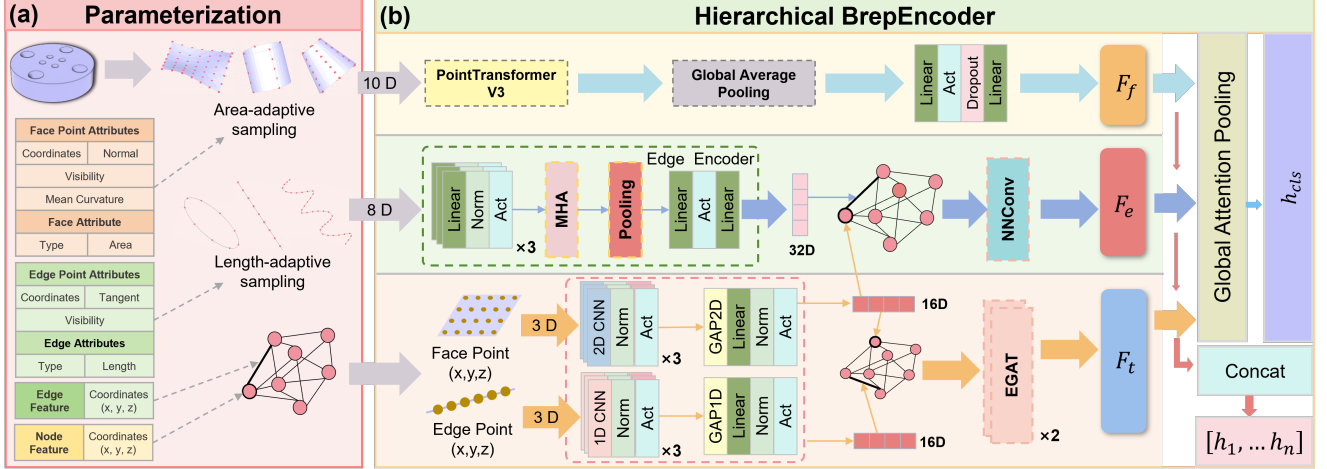 (a) Parameterization
Area-adaptive
sampling
Face Point Attributes
Coordinates Normal
Visibility
Mean Curvature
Face Attribute
Type Area
Length-adaptive
sampling
Edge Point Attributes
Coordinates Tangent
Visibility
Edge Attributes
Type Length
Edge
Feature
Coordinates
(x, y, z)
Node
Feature
Coordinates
(x, y, z)
(b) Hierarchical BrepEncoder
10 D
PointTransformer
V3
Global Average
Pooling
Linear
Act
Dropout
Linear
F_f
8 D
Edge Encoder
Linear
Norm
Act
×3
MHA
Pooling
Linear
Act
Linear
32D
NNConv
F_e
Face Point
(x,y,z)
3 D
2D CNN
Norm
Act
×3
GAP2D
Linear
Norm
Act
16D
Edge Point
(x,y,z)
3 D
1D CNN
Norm
Act
×3
GAP1D
Linear
Norm
Act
16D
EGAT
×2
F_t
Global Attention Pooling
h_cls
Concat
[h_1, … h_n]